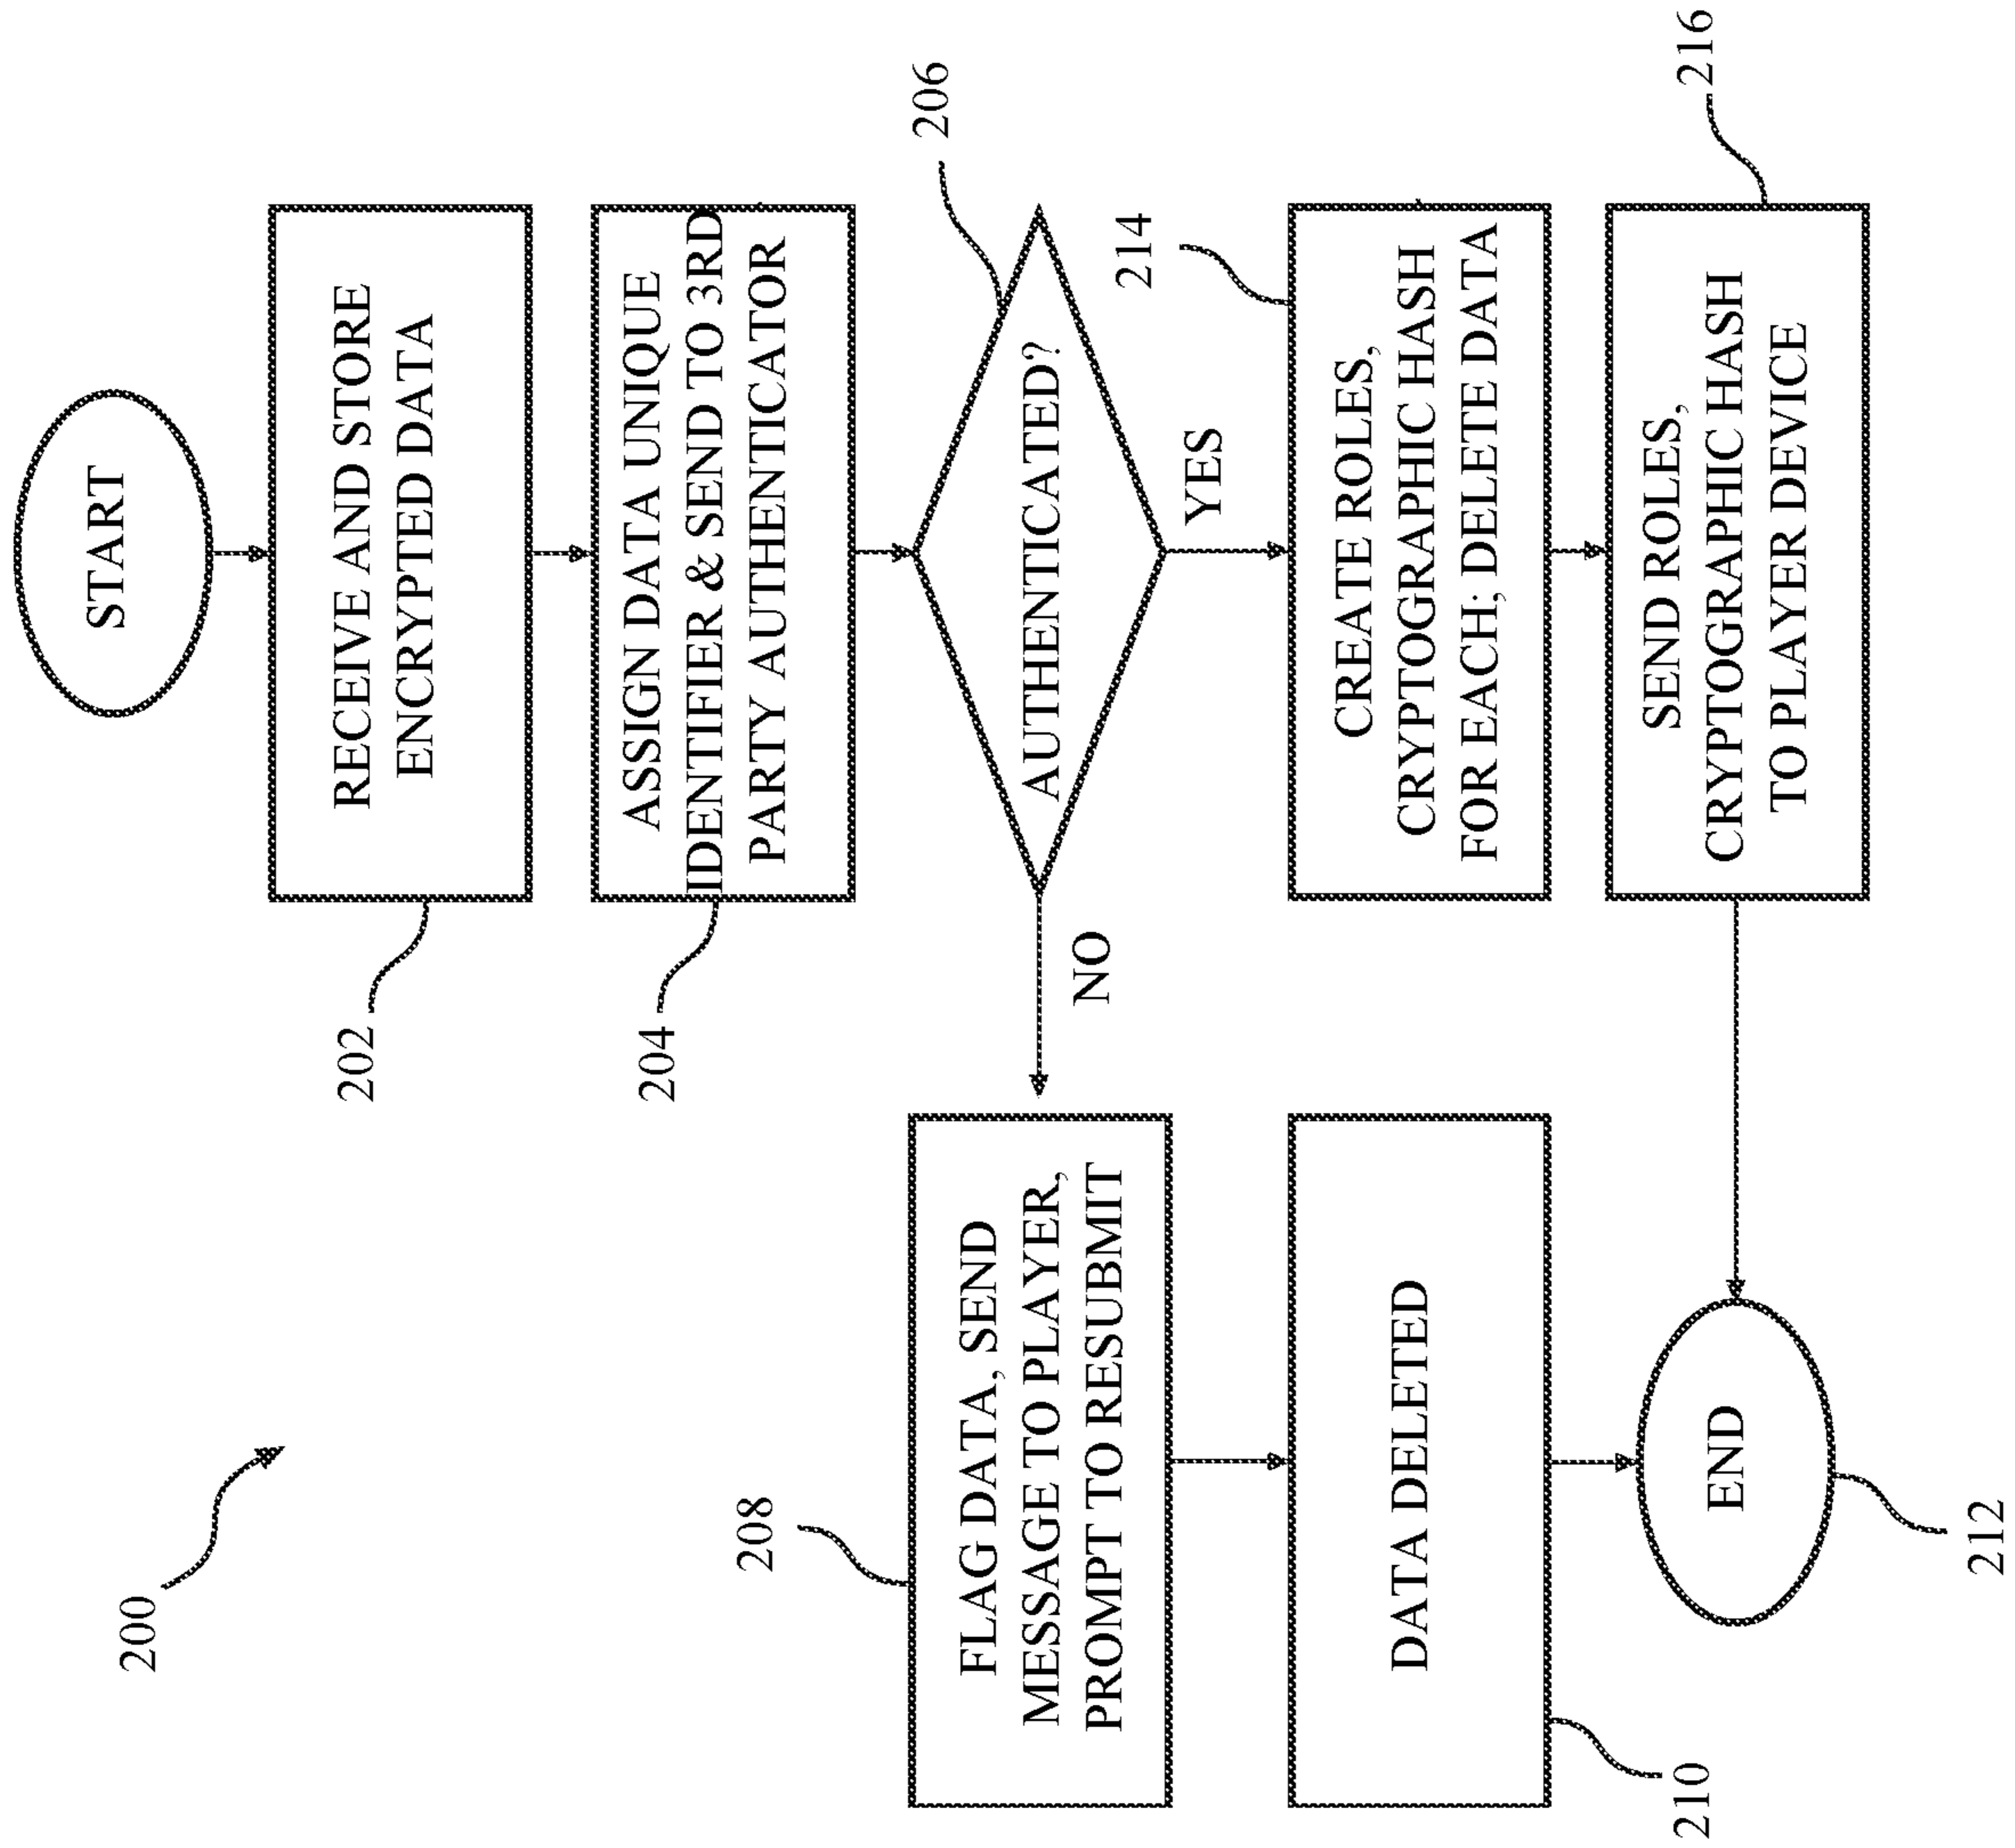 200
START
RECEIVE AND STORE
ENCRYPTED DATA
202
ASSIGN DATA UNIQUE
IDENTIFIER & SEND TO 3RD
PARTY AUTHENTICATOR
204
AUTHENTICATED?
206
NO
YES
208
FLAG DATA, SEND
MESSAGE TO PLAYER,
PROMPT TO RESUBMIT
214
CREATE ROLES,
CRYPTOGRAPHIC HASH
FOR EACH; DELETE DATA
DATA DELETED
210
SEND ROLES,
CRYPTOGRAPHIC HASH
TO PLAYER DEVICE
216
END
212